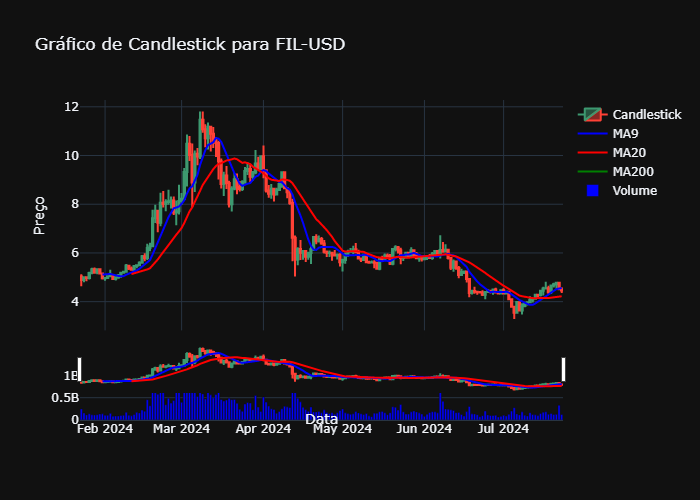 Gráfico de Candlestick para FIL-USD
12
10
8
6
4
Preço
Candlestick
MA9
MA20
MA200
Volume
1B
0.5B
0
Data
Feb 2024
Mar 2024
Apr 2024
May 2024
Jun 2024
Jul 2024